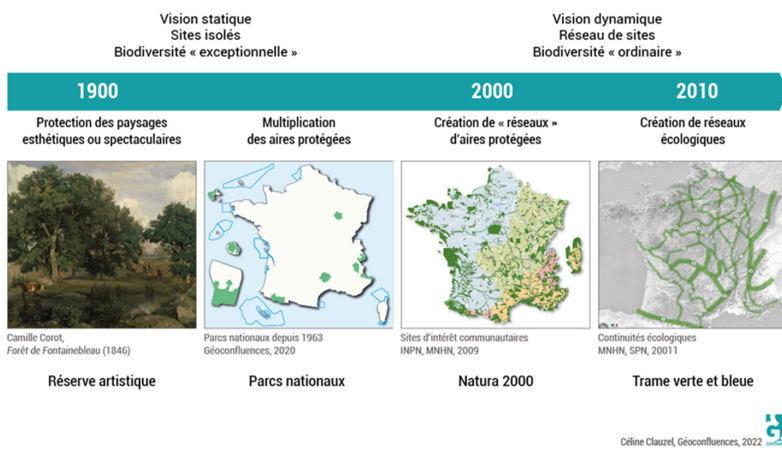 Vision statique
Sites isolés
Biodiversité « exceptionnelle »
Vision dynamique
Réseau de sites
Biodiversité « ordinaire »
1900
2000
2010
Protection des paysages
esthétiques ou spectaculaires
Multiplication
des aires protégées
Création de « réseaux »
d'aires protégées
Création de réseaux
écologiques
Camille Corot,
Forêt de Fontainebleau (1846)
Parcs nationaux depuis 1963
Géoconfluences, 2020
Sites d'intérêt communautaires
INPN, MNHN, 2009
Continuités écologiques
MNHN, SPN, 20011
Réserve artistique
Parcs nationaux
Natura 2000
Trame verte et bleue
Céline Clauzel, Géoconfluences, 2022